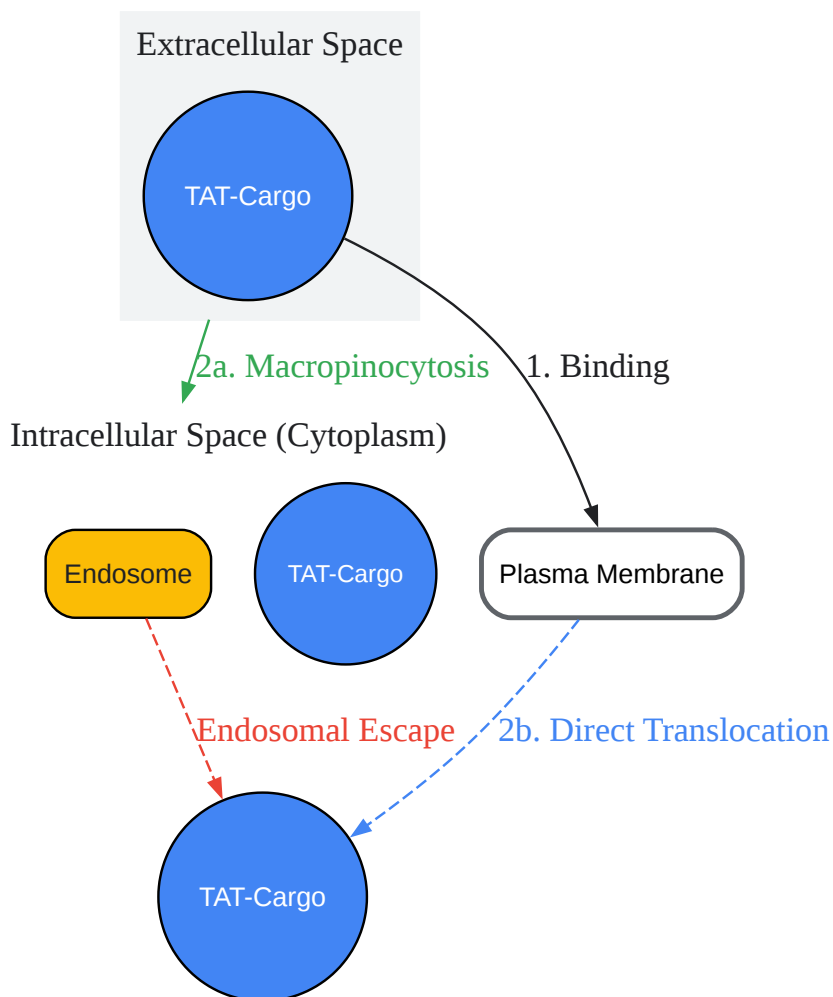 Extracellular Space
TAT-Cargo
2a. Macropinocytosis
1. Binding
Intracellular Space (Cytoplasm)
Endosome
TAT-Cargo
Plasma Membrane
Endosomal Escape
2b. Direct Translocation
TAT-Cargo